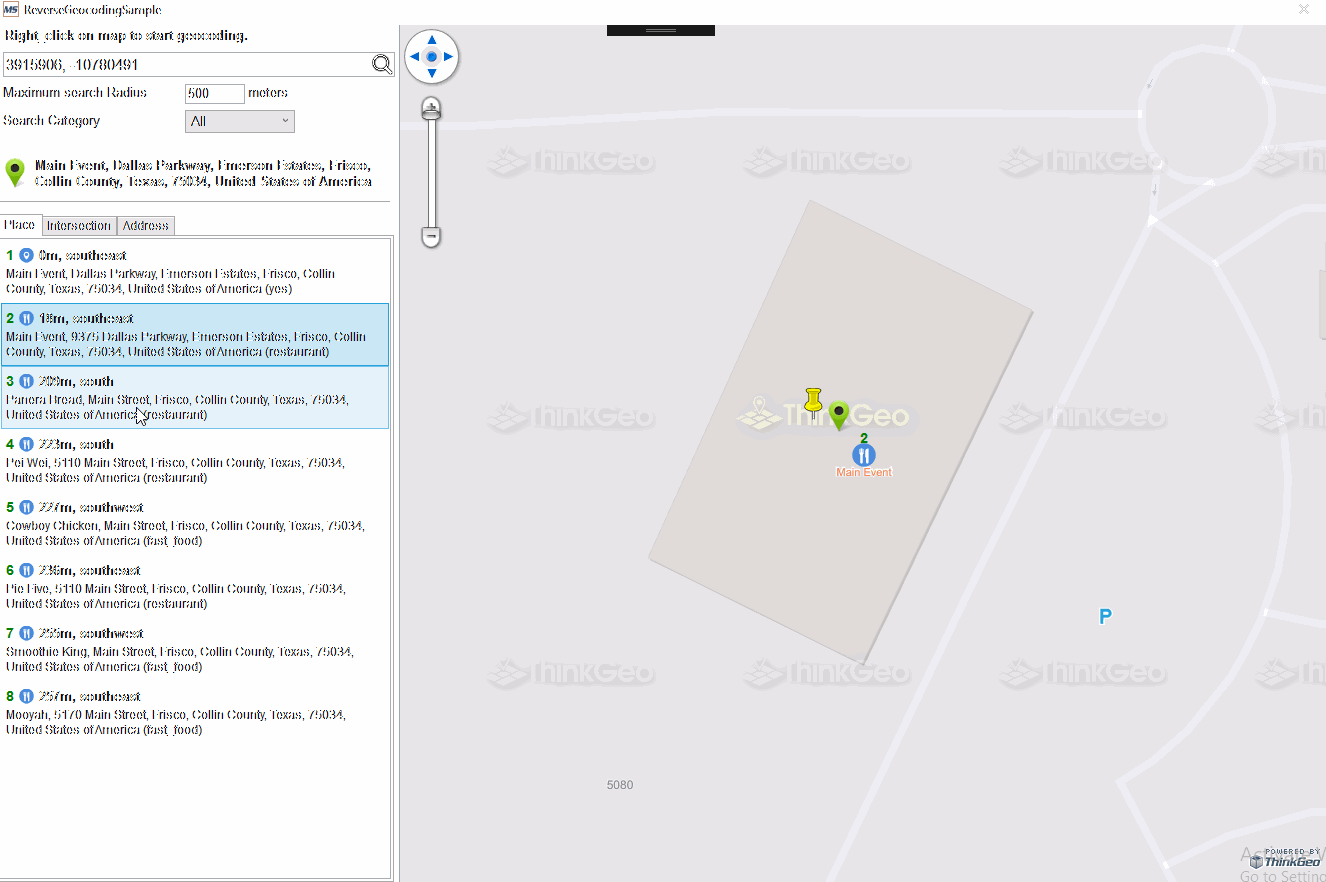 MS ReverseGeocodingSample
Right click on map to start geocoding.
3915906, -10780491
Maximum search Radius 500 meters
Search Category All
Main Event, Dallas Parkway, Emerson Estates, Frisco,
Collin County, Texas, 75034, United States of America
Place Intersection Address
1 0m, southeast
Main Event, Dallas Parkway, Emerson Estates, Frisco, Collin
County, Texas, 75034, United States of America (yes)
2 18m, southeast
Main Event, 9375 Dallas Parkway, Emerson Estates, Frisco, Collin
County, Texas, 75034, United States of America (restaurant)
3 209m, south
Panera Bread, Main Street, Frisco, Collin County, Texas, 75034,
United States of America (restaurant)
4 223m, south
Pei Wei, 5110 Main Street, Frisco, Collin County, Texas, 75034,
United States of America (restaurant)
5 227m, southwest
Cowboy Chicken, Main Street, Frisco, Collin County, Texas, 75034,
United States of America (fast_food)
6 236m, southeast
Pie Five, 5110 Main Street, Frisco, Collin County, Texas, 75034,
United States of America (restaurant)
7 255m, southwest
Smoothie King, Main Street, Frisco, Collin County, Texas, 75034,
United States of America (fast_food)
8 257m, southeast
Mooyah, 5170 Main Street, Frisco, Collin County, Texas, 75034,
United States of America (fast_food)
ThinkGeo ThinkGeo ThinkGeo
ThinkGeo ThinkGeo ThinkGeo
2
Main Event
P
ThinkGeo ThinkGeo ThinkGeo
5080
POWERED BY
ThinkGeo
Go to Setting